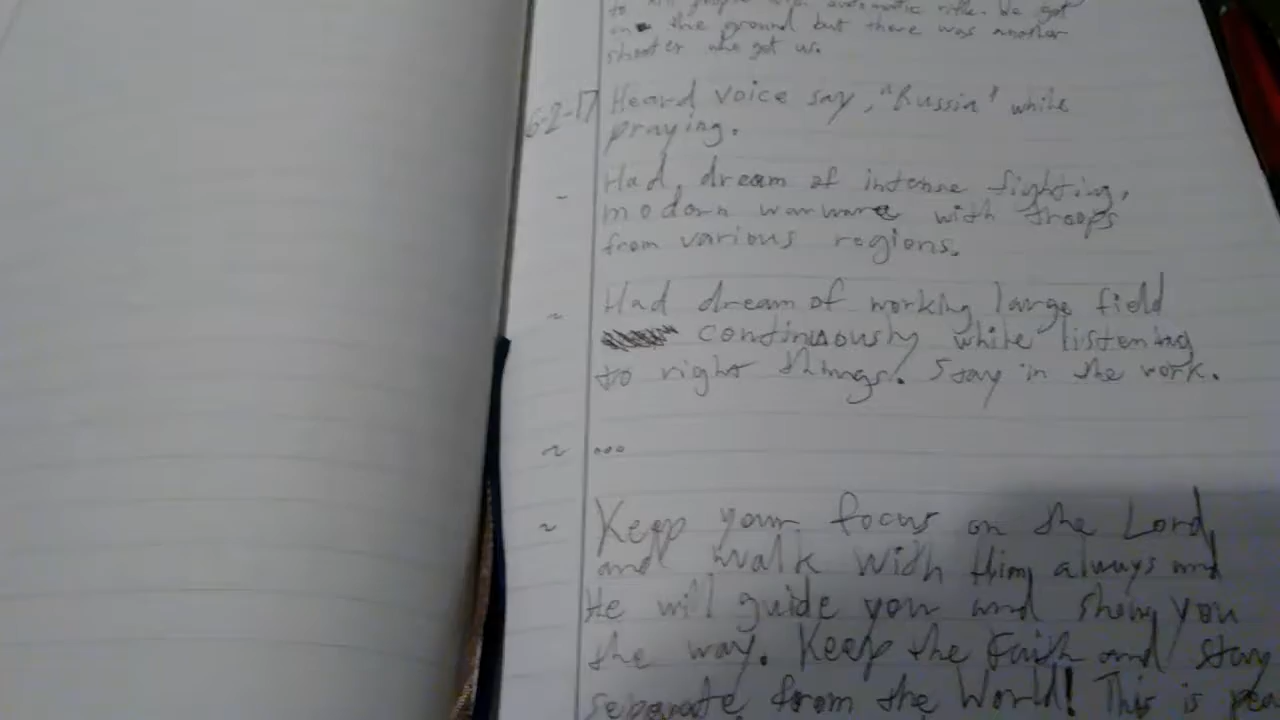 to kill people with automatic rifle. We got
on the ground but there was another
shooter who got us.
6-2-17 Heard voice say, "Russia" while
praying.
~ Had dream of intense fighting,
modern warware with troops
from various regions.
~ Had dream of working large field
continuously while listening
to right things. Stay in the work.
~ ...
~ Keep your focus on the Lord
and walk with Him always and
He will guide you and show you
the way. Keep the Faith and stay
separate from the World! This is